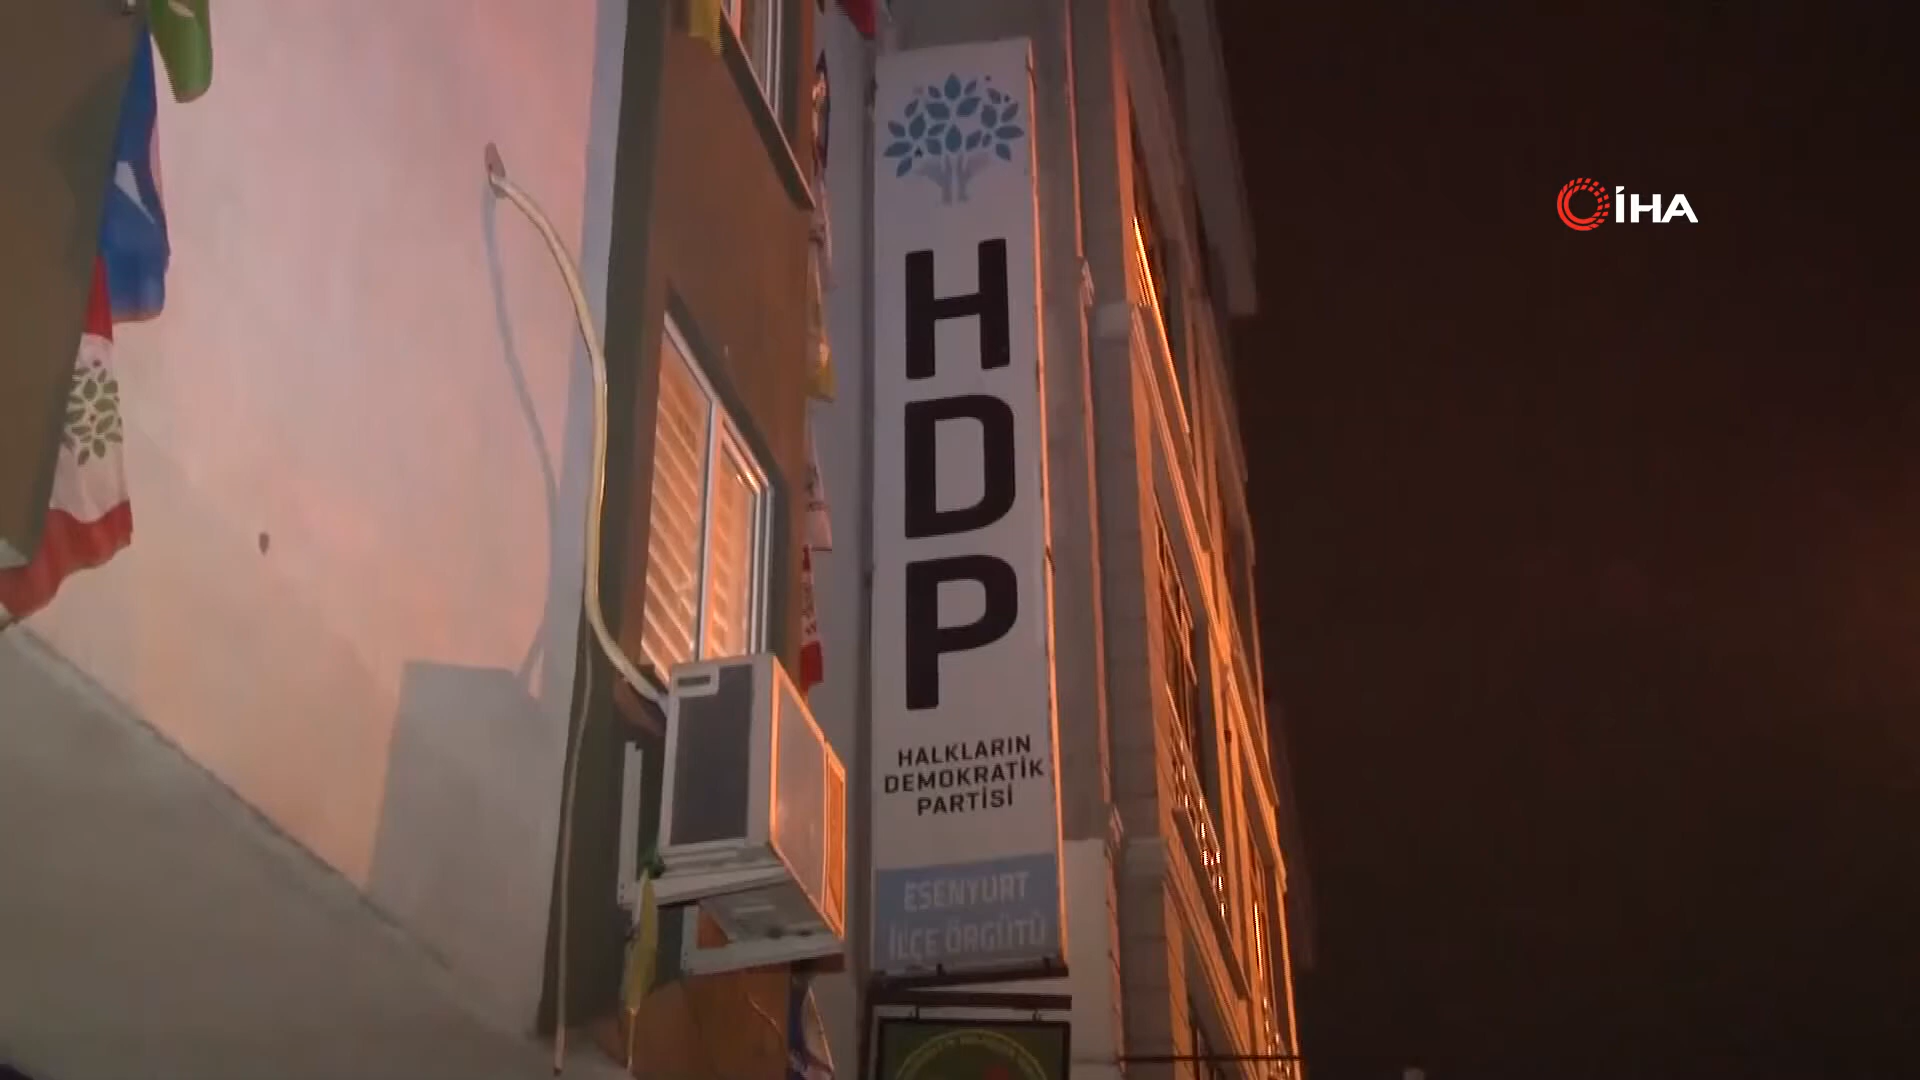 İHA
HDP
HALKLARIN
DEMOKRATİK
PARTİSİ
ESENYURT
İLÇE ÖRGÜTÜ